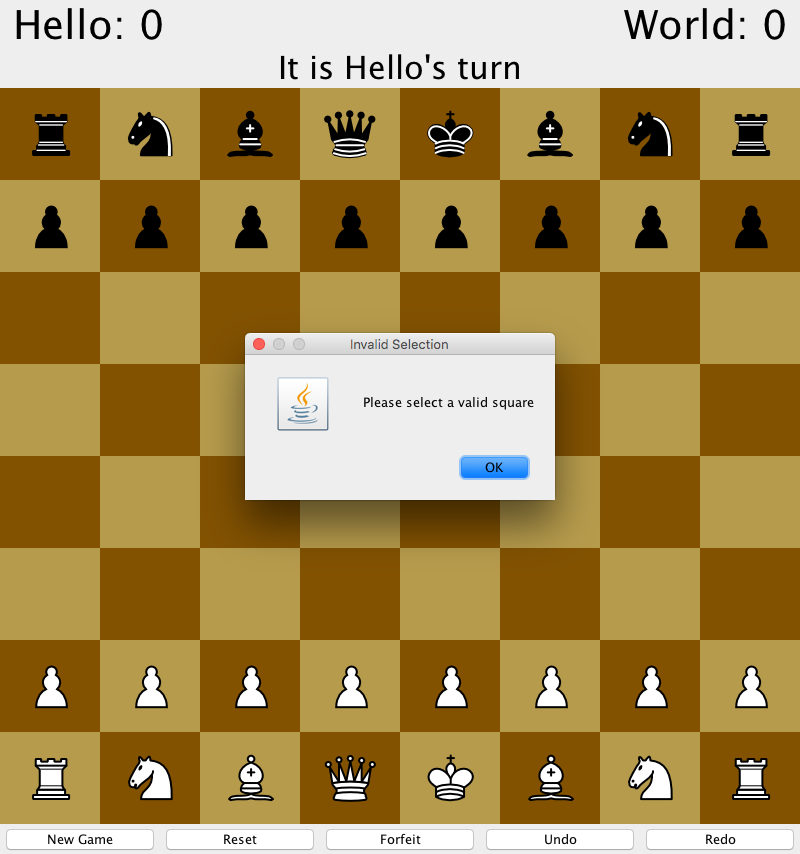 Hello: 0
World: 0
It is Hello's turn
Invalid Selection
Please select a valid square
OK
New Game
Reset
Forfeit
Undo
Redo